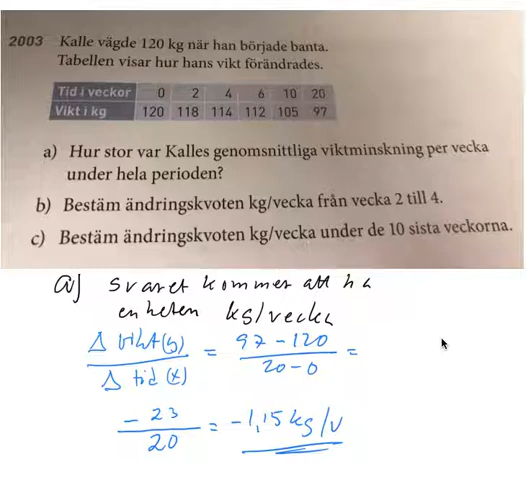 2003 Kalle vägde 120 kg när han började banta.
Tabellen visar hur hans vikt förändrades.
Tid i veckor 0 2 4 6 10 20
Vikt i kg 120 118 114 112 105 97
a) Hur stor var Kalles genomsnittliga viktminskning per vecka
under hela perioden?
b) Bestäm ändringskvoten kg/vecka från vecka 2 till 4.
c) Bestäm ändringskvoten kg/vecka under de 10 sista veckorna.
a) svaret kommer att ha
enheten kg/vecka
Δ vikt(y) / Δ tid(x) = 97-120 / 20-0 =
-23 / 20 = -1,15 kg/v